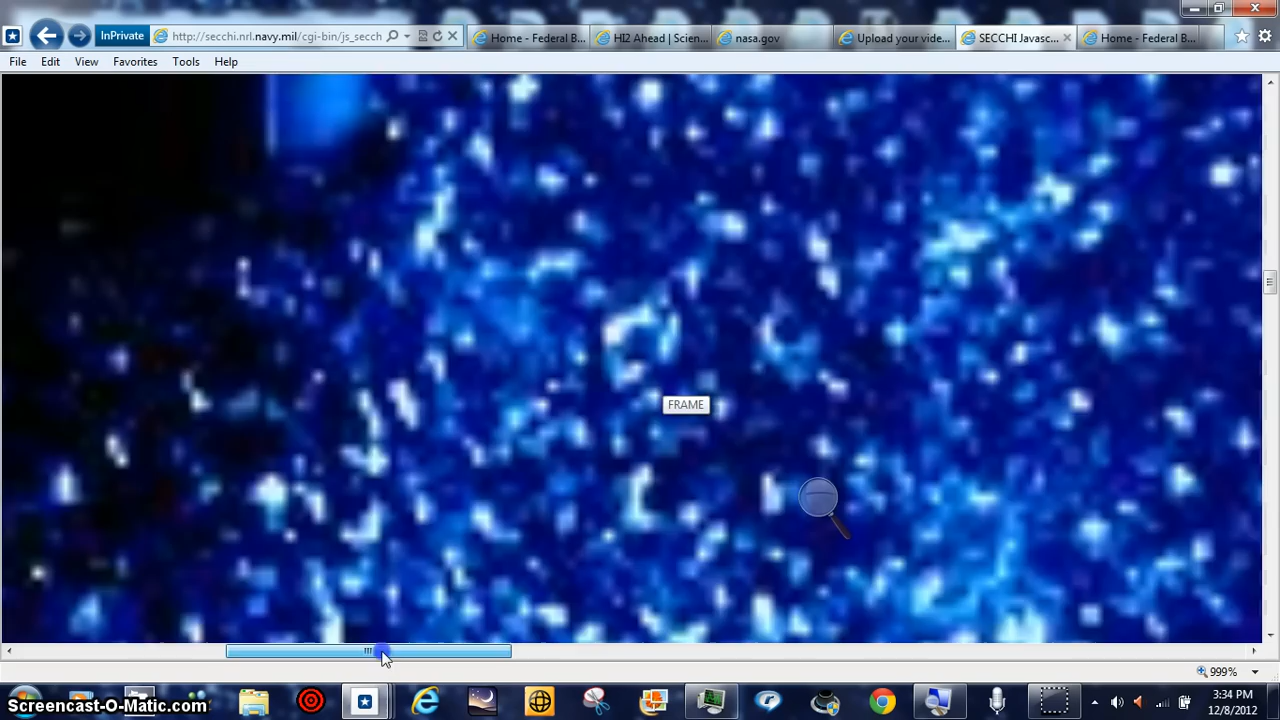 InPrivate
http://secchi.nrl.navy.mil/cgi-bin/js_secch
Home - Federal B...
HI2 Ahead | Scien...
nasa.gov
Upload your vide...
SECCHI Javasc...
Home - Federal B...
File Edit View Favorites Tools Help
FRAME
999%
Screencast-O-Matic.com
3:34 PM
12/8/2012